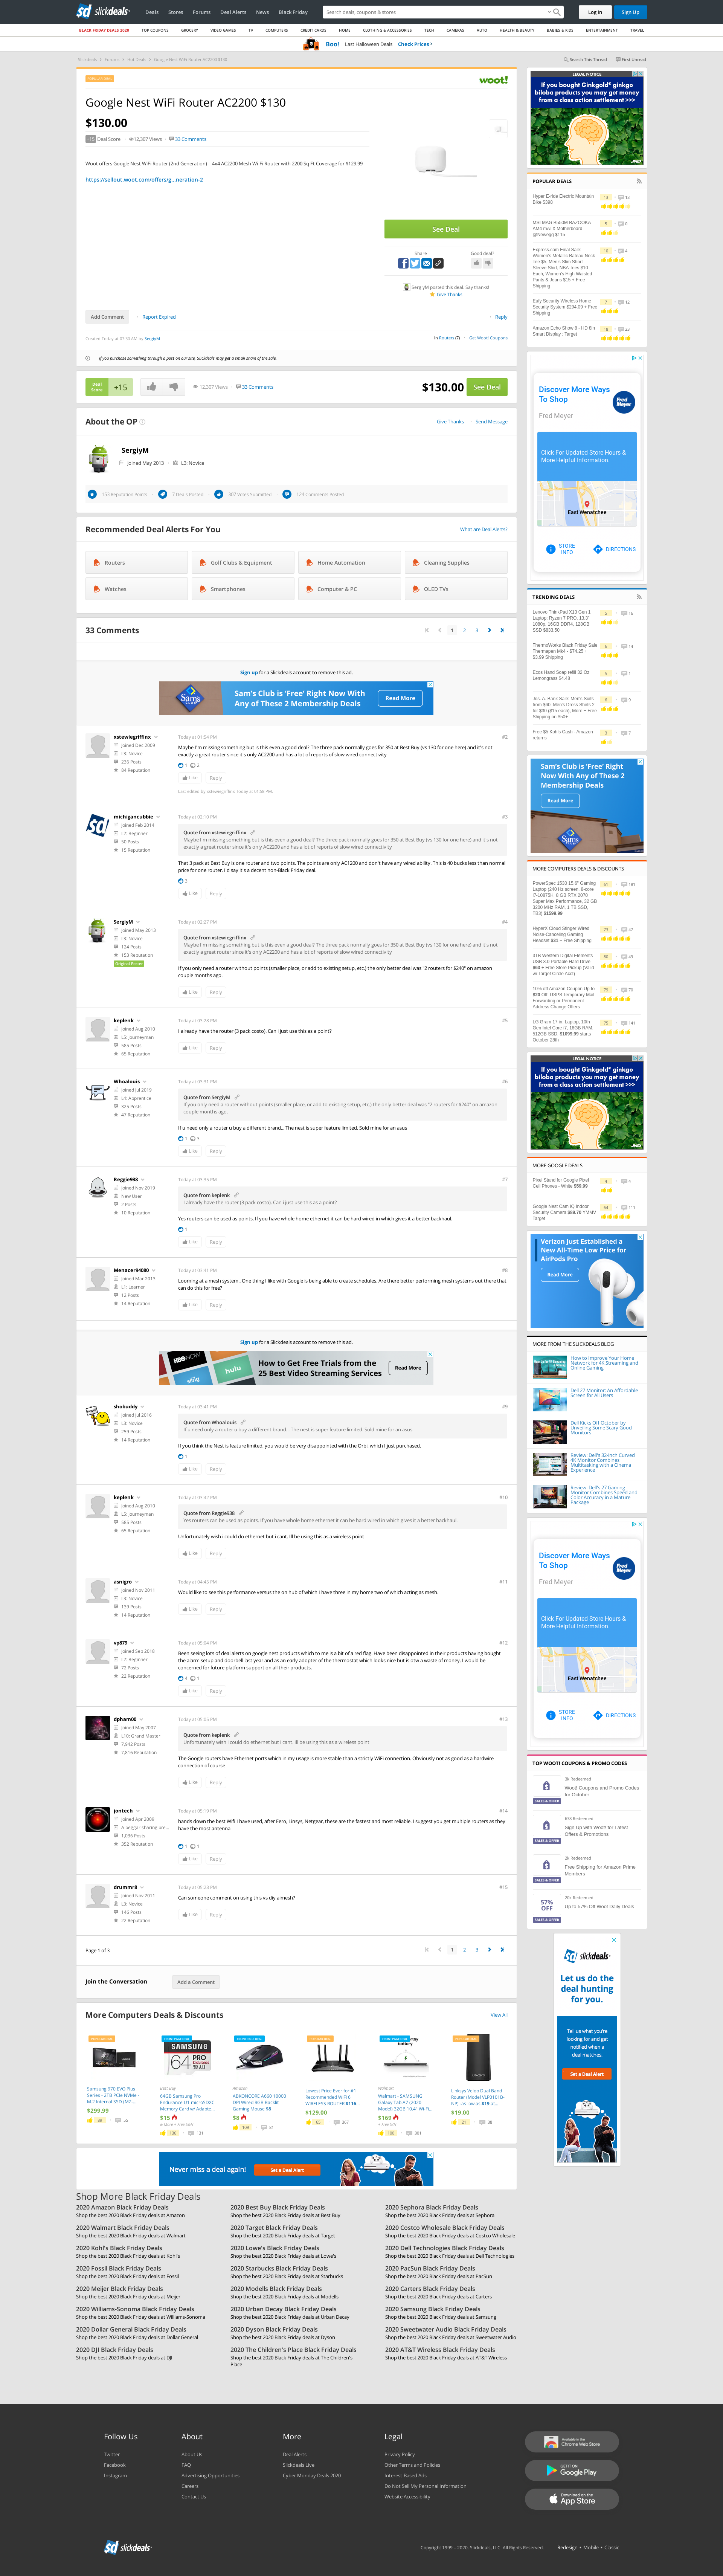 slickdeals
Deals Stores Forums Deal Alerts News Black Friday
Search deals, coupons & stores
Log In Sign Up
BLACK FRIDAY DEALS 2020 TOP COUPONS GROCERY VIDEO GAMES TV COMPUTERS CREDIT CARDS HOME CLOTHING & ACCESSORIES TECH CAMERAS AUTO HEALTH & BEAUTY BABIES & KIDS ENTERTAINMENT TRAVEL
Boo! Last Halloween Deals Check Prices ›
Slickdeals Forums Hot Deals Google Nest WiFi Router AC2200 $130
Search This Thread First Unread
woot!
Google Nest WiFi Router AC2200 $130
$130.00
+15 Deal Score 12,307 Views 33 Comments
Woot offers Google Nest WiFi Router (2nd Generation) – 4x4 AC2200 Mesh Wi-Fi Router with 2200 Sq Ft Coverage for $129.99
https://sellout.woot.com/offers/g...neration-2
See Deal
Share Good deal?
SergiyM posted this deal. Say thanks!
Give Thanks
Add Comment Report Expired Reply
Created Today at 07:39 AM by SergiyM
in Routers (7) Get Woot! Coupons
If you purchase something through a post on our site, Slickdeals may get a small share of the sale.
Deal Score +15 12,307 Views 33 Comments $130.00 See Deal
About the OP
Give Thanks Send Message
SergiyM
Joined May 2013 L3: Novice
153 Reputation Points 7 Deals Posted 307 Votes Submitted 124 Comments Posted
Recommended Deal Alerts For You
What are Deal Alerts?
Routers Golf Clubs & Equipment Home Automation Cleaning Supplies
Watches Smartphones Computer & PC OLED TVs
33 Comments
1 2 3
Sign up for a Slickdeals account to remove this ad.
Sam's Club is 'Free' Right Now With
Any of These 2 Membership Deals
Read More
xstewiegriffinx
Joined Dec 2009
L3: Novice
236 Posts
84 Reputation
Today at 01:54 PM #2
Maybe I'm missing something but is this even a good deal? The three pack normally goes for 350 at Best Buy (vs 130 for one here) and it's not
exactly a great router since it's only AC2200 and has a lot of reports of slow wired connectivity
1 2
Like Reply
Last edited by xstewiegriffinx Today at 01:58 PM.
michigancubbie
Joined Feb 2014
L2: Beginner
50 Posts
15 Reputation
Today at 02:10 PM #3
Quote from xstewiegriffinx
Maybe I'm missing something but is this even a good deal? The three pack normally goes for 350 at Best Buy (vs 130 for one here) and it's not
exactly a great router since it's only AC2200 and has a lot of reports of slow wired connectivity
That 3 pack at Best Buy is one router and two points. The points are only AC1200 and don't have any wired ability. This is 40 bucks less than normal
price for one router. I'd say it's a decent non-Black Friday deal.
3
Like Reply
SergiyM
Joined May 2013
L3: Novice
124 Posts
153 Reputation
Original Poster
Today at 02:27 PM #4
Quote from xstewiegriffinx
Maybe I'm missing something but is this even a good deal? The three pack normally goes for 350 at Best Buy (vs 130 for one here) and it's not
exactly a great router since it's only AC2200 and has a lot of reports of slow wired connectivity
If you only need a router without points (smaller place, or add to existing setup, etc.) the only better deal was "2 routers for $240" on amazon
couple months ago.
Like Reply
keplenk
Joined Aug 2010
L5: Journeyman
585 Posts
65 Reputation
Today at 03:28 PM #5
I already have the router (3 pack costo). Can i just use this as a point?
Like Reply
Whoalouis
Joined Jul 2019
L4: Apprentice
325 Posts
47 Reputation
Today at 03:31 PM #6
Quote from SergiyM
If you only need a router without points (smaller place, or add to existing setup, etc.) the only better deal was "2 routers for $240" on amazon
couple months ago.
If u need only a router u buy a different brand... The nest is super feature limited. Sold mine for an asus
1 3
Like Reply
Reggie938
Joined Nov 2019
New User
2 Posts
10 Reputation
Today at 03:35 PM #7
Quote from keplenk
I already have the router (3 pack costo). Can i just use this as a point?
Yes routers can be used as points. If you have whole home ethernet it can be hard wired in which gives it a better backhaul.
1
Like Reply
Menacer94080
Joined Mar 2013
L1: Learner
12 Posts
14 Reputation
Today at 03:41 PM #8
Looming at a mesh system.. One thing I like with Google is being able to create schedules. Are there better performing mesh systems out there that
can do this for free?
Like Reply
Sign up for a Slickdeals account to remove this ad.
HBO NOW hulu
How to Get Free Trials from the
25 Best Video Streaming Services
Read More
shobuddy
Joined Jul 2016
L3: Novice
259 Posts
14 Reputation
Today at 03:41 PM #9
Quote from Whoalouis
If u need only a router u buy a different brand... The nest is super feature limited. Sold mine for an asus
If you think the Nest is feature limited, you would be very disappointed with the Orbi, which I just purchased.
1
Like Reply
keplenk
Joined Aug 2010
L5: Journeyman
585 Posts
65 Reputation
Today at 03:42 PM #10
Quote from Reggie938
Yes routers can be used as points. If you have whole home ethernet it can be hard wired in which gives it a better backhaul.
Unfortunately wish i could do ethernet but i cant. Ill be using this as a wireless point
Like Reply
asnigro
Joined Nov 2011
L3: Novice
139 Posts
14 Reputation
Today at 04:45 PM #11
Would like to see this performance versus the on hub of which I have three in my home two of which acting as mesh.
Like Reply
vp879
Joined Sep 2018
L2: Beginner
72 Posts
22 Reputation
Today at 05:04 PM #12
Been seeing lots of deal alerts on google nest products which to me is a bit of a red flag. Have been disappointed in their products having bought
the alarm setup and doorbell last year and as an early adopter of the thermostat which looks nice but is now a waste of money. I would be
concerned for future platform support on all their products.
4 1
Like Reply
dpham00
Joined May 2007
L10: Grand Master
7,942 Posts
7,816 Reputation
Today at 05:05 PM #13
Quote from keplenk
Unfortunately wish i could do ethernet but i cant. Ill be using this as a wireless point
The Google routers have Ethernet ports which in my usage is more stable than a strictly WiFi connection. Obviously not as good as a hardwire
connection of course
Like Reply
jontech
Joined Apr 2009
A beggar sharing bre...
1,036 Posts
352 Reputation
Today at 05:19 PM #14
hands down the best Wifi I have used, after Eero, Linsys, Netgear, these are the fastest and most reliable. I suggest you get multiple routers as they
have the most antenna
1 1
Like Reply
drummr8
Joined Nov 2011
L3: Novice
146 Posts
22 Reputation
Today at 05:23 PM #15
Can someone comment on using this vs diy aimesh?
Like Reply
Page 1 of 3
1 2 3
Join the Conversation Add a Comment
More Computers Deals & Discounts
View All
Samsung 970 EVO Plus
Series - 2TB PCIe NVMe -
M.2 Internal SSD (MZ-...
$299.99
Best Buy
64GB Samsung Pro
Endurance U1 microSDXC
Memory Card w/ Adapte...
$15
Amazon
ABKONCORE A660 10000
DPI Wired RGB Backlit
Gaming Mouse $8
$8
Lowest Price Ever for #1
Recommended WiFi 6
WIRELESS ROUTER $116...
$129.00
Walmart
Walmart - SAMSUNG
Galaxy Tab A7 (2020
Model) 32GB 10.4" Wi-Fi...
$169
Linksys Velop Dual Band
Router (Model VLP0101B-
NP) -as low as $19 at...
$19.00
Never miss a deal again! Set a Deal Alert
Shop More Black Friday Deals
2020 Amazon Black Friday Deals
Shop the best 2020 Black Friday deals at Amazon
2020 Best Buy Black Friday Deals
Shop the best 2020 Black Friday deals at Best Buy
2020 Sephora Black Friday Deals
Shop the best 2020 Black Friday deals at Sephora
2020 Walmart Black Friday Deals
Shop the best 2020 Black Friday deals at Walmart
2020 Target Black Friday Deals
Shop the best 2020 Black Friday deals at Target
2020 Costco Wholesale Black Friday Deals
Shop the best 2020 Black Friday deals at Costco Wholesale
2020 Kohl's Black Friday Deals
Shop the best 2020 Black Friday deals at Kohl's
2020 Lowe's Black Friday Deals
Shop the best 2020 Black Friday deals at Lowe's
2020 Dell Technologies Black Friday Deals
Shop the best 2020 Black Friday deals at Dell Technologies
2020 Fossil Black Friday Deals
Shop the best 2020 Black Friday deals at Fossil
2020 Starbucks Black Friday Deals
Shop the best 2020 Black Friday deals at Starbucks
2020 PacSun Black Friday Deals
Shop the best 2020 Black Friday deals at PacSun
2020 Meijer Black Friday Deals
Shop the best 2020 Black Friday deals at Meijer
2020 Modells Black Friday Deals
Shop the best 2020 Black Friday deals at Modells
2020 Carters Black Friday Deals
Shop the best 2020 Black Friday deals at Carters
2020 Williams-Sonoma Black Friday Deals
Shop the best 2020 Black Friday deals at Williams-Sonoma
2020 Urban Decay Black Friday Deals
Shop the best 2020 Black Friday deals at Urban Decay
2020 Samsung Black Friday Deals
Shop the best 2020 Black Friday deals at Samsung
2020 Dollar General Black Friday Deals
Shop the best 2020 Black Friday deals at Dollar General
2020 Dyson Black Friday Deals
Shop the best 2020 Black Friday deals at Dyson
2020 Sweetwater Audio Black Friday Deals
Shop the best 2020 Black Friday deals at Sweetwater Audio
2020 DJI Black Friday Deals
Shop the best 2020 Black Friday deals at DJI
2020 The Children's Place Black Friday Deals
Shop the best 2020 Black Friday deals at The Children's
Place
2020 AT&T Wireless Black Friday Deals
Shop the best 2020 Black Friday deals at AT&T Wireless
LEGAL NOTICE
If you bought Ginkgold® ginkgo
biloba products you may get money
from a class action settlement >>>
POPULAR DEALS
Hyper E-ride Electric Mountain
Bike $398
MSI MAG B550M BAZOOKA
AM4 mATX Motherboard
@Newegg $115
Express.com Final Sale:
Women's Metallic Bateau Neck
Tee $5, Men's Slim Short
Sleeve Shirt, NBA Tees $15
Each, Women's High Waisted
Pants & Jeans $15 + Free
Shipping
Eufy Security Wireless Home
Security System $294.09 + Free
Shipping
Amazon Echo Show 8 - HD 8in
Smart Display : Target
Discover More Ways
To Shop
Fred Meyer
Click For Updated Store Hours &
More Helpful Information.
East Wenatchee
STORE INFO DIRECTIONS
TRENDING DEALS
Lenovo ThinkPad X13 Gen 1
Laptop: Ryzen 7 PRO, 13.3"
1080p, 16GB DDR4, 128GB
SSD $833.50
ThermoWorks Black Friday Sale
Thermapen Mk4 - $74.25 +
$3.99 Shipping
Ecos Hand Soap refill 32 Oz
Lemongrass $4.48
Jos. A. Bank Sale: Men's Suits
from $60, Men's Dress Shirts 2
for $30 ($15 each), More + Free
Shipping on $50+
Free $5 Kohls Cash - Amazon
returns
Sam's Club is 'Free' Right
Now With Any of These 2
Membership Deals
Read More
MORE COMPUTERS DEALS & DISCOUNTS
PowerSpec 1530 15.6" Gaming
Laptop (240 Hz screen, 8-core
i7-10875H, 8 GB RTX 2070
Super Max Performance, 32 GB
3200 MHz RAM, 1 TB SSD,
TB3) $1599.99
HyperX Cloud Stinger Wired
Noise-Canceling Gaming
Headset $31 + Free Shipping
3TB Western Digital Elements
USB 3.0 Portable Hard Drive
$63 + Free Store Pickup (Valid
w/ Target Circle Acct)
10% off Amazon Coupon Up to
$20 Off: USPS Temporary Mail
Forwarding or Permanent
Address Change Offers
LG Gram 17-in. Laptop, 10th
Gen Intel Core i7, 16GB RAM,
512GB SSD, $1099.99 starts
October 28th
LEGAL NOTICE
If you bought Ginkgold® ginkgo
biloba products you may get money
from a class action settlement >>>
MORE GOOGLE DEALS
Pixel Stand for Google Pixel
Cell Phones - White $59.99
Google Nest Cam IQ Indoor
Security Camera $89.70 YMMV
Target
Verizon Just Established a
New All-Time Low Price for
AirPods Pro
Read More
MORE FROM THE SLICKDEALS BLOG
How to Improve Your Home
Network for 4K Streaming and
Online Gaming
Dell 27 Monitor: An Affordable
Screen for All Users
Dell Kicks Off October by
Unveiling Some Scary Good
Monitors
Review: Dell's 32-inch Curved
4K Monitor Combines
Multitasking with a Cinema
Experience
Review: Dell's 27 Gaming
Monitor Combines Speed and
Color Accuracy in a Mature
Package
Discover More Ways
To Shop
Fred Meyer
Click For Updated Store Hours &
More Helpful Information.
East Wenatchee
STORE INFO DIRECTIONS
TOP WOOT! COUPONS & PROMO CODES
3k Redeemed
Woot! Coupons and Promo Codes
for October
SALES & OFFER
Sign Up with Woot! for Latest
Offers & Promotions
SALES & OFFER
2k Redeemed
Free Shipping for Amazon Prime
Members
SALES & OFFER
57% OFF
20k Redeemed
Up to 57% Off Woot Daily Deals
SALES & OFFER
slickdeals
Let us do the
deal hunting
for you.
Tell us what you're
looking for and get
notified when a
deal matches.
Set a Deal Alert
Follow Us
Twitter
Facebook
Instagram
About
About Us
FAQ
Advertising Opportunities
Careers
Contact Us
More
Deal Alerts
Slickdeals Live
Cyber Monday Deals 2020
Legal
Privacy Policy
Other Terms and Policies
Interest-Based Ads
Do Not Sell My Personal Information
Website Accessibility
Available in the
Chrome Web Store
GET IT ON
Google Play
Download on the
App Store
slickdeals
Copyright 1999 - 2020. Slickdeals, LLC. All Rights Reserved. Redesign • Mobile • Classic